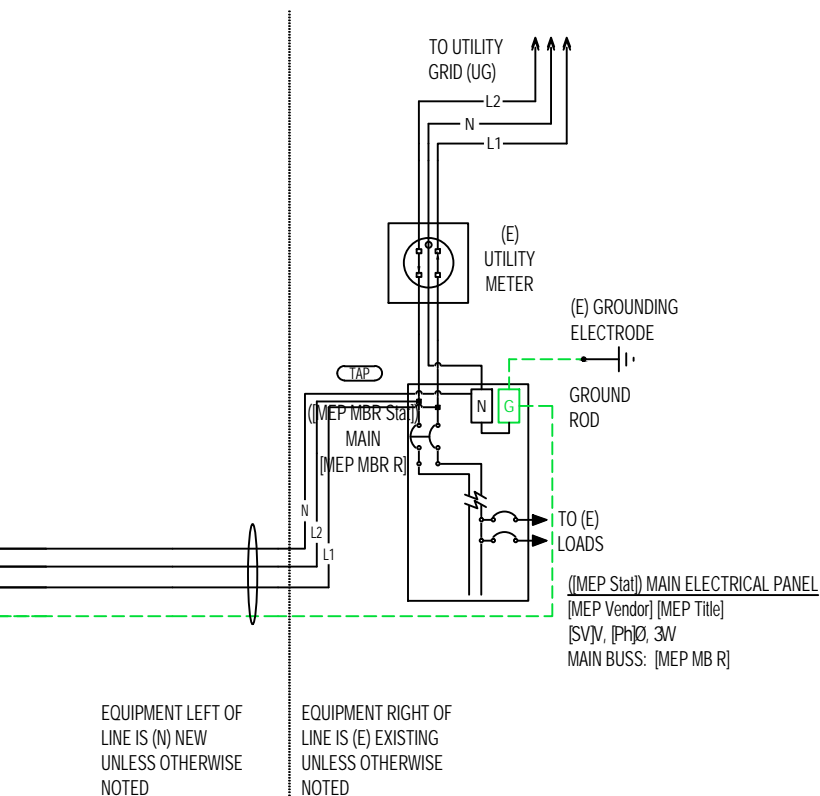 TO UTILITY
GRID (UG)
L2
N
L1
(E)
UTILITY
METER
(E) GROUNDING
ELECTRODE
GROUND
ROD
TAP
N
G
([MEP MBR Stat])
MAIN
[MEP MBR R]
N
L2
L1
TO (E)
LOADS
([MEP Stat]) MAIN ELECTRICAL PANEL
[MEP Vendor] [MEP Title]
[SV]V, [Ph]Ø, 3W
MAIN BUSS: [MEP MB R]
EQUIPMENT LEFT OF
LINE IS (N) NEW
UNLESS OTHERWISE
NOTED
EQUIPMENT RIGHT OF
LINE IS (E) EXISTING
UNLESS OTHERWISE
NOTED